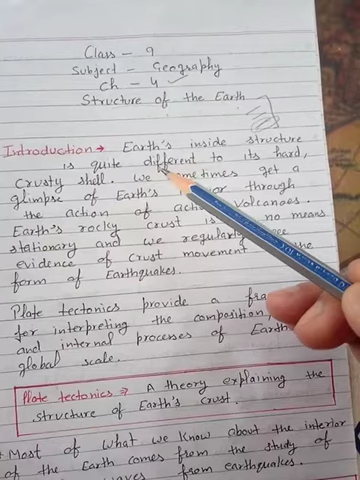 Class - 9
Subject - Geography
Ch - 4
Structure of the Earth
Introduction → Earth's inside structure
is quite different to its hard,
crusty shell. We sometimes get a
glimpse of Earth's through
the action of volcanoes.
Earth's rocky crust is no means
stationary and we regularly
evidence of crust movement
form of Earthquakes.
Plate tectonics provide a
for interpreting the composition,
and internal processes of Earth
global scale.
Plate tectonics → A theory explaining the
structure of Earth's crust.
Most of what we know about the interior
of the Earth comes from the study of
from earthquakes.